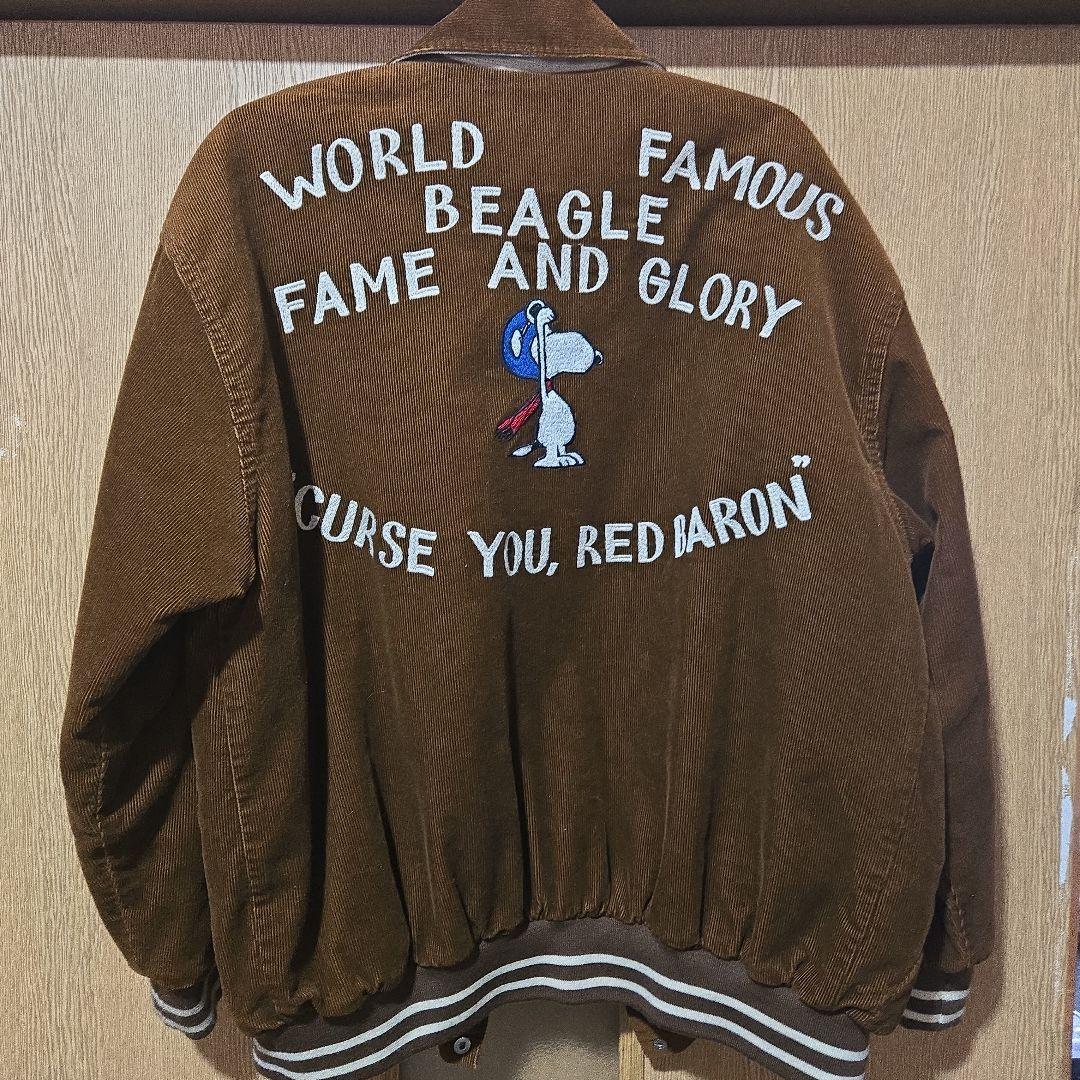 WORLD FAMOUS
BEAGLE
FAME AND GLORY
"CURSE YOU, RED BARON"